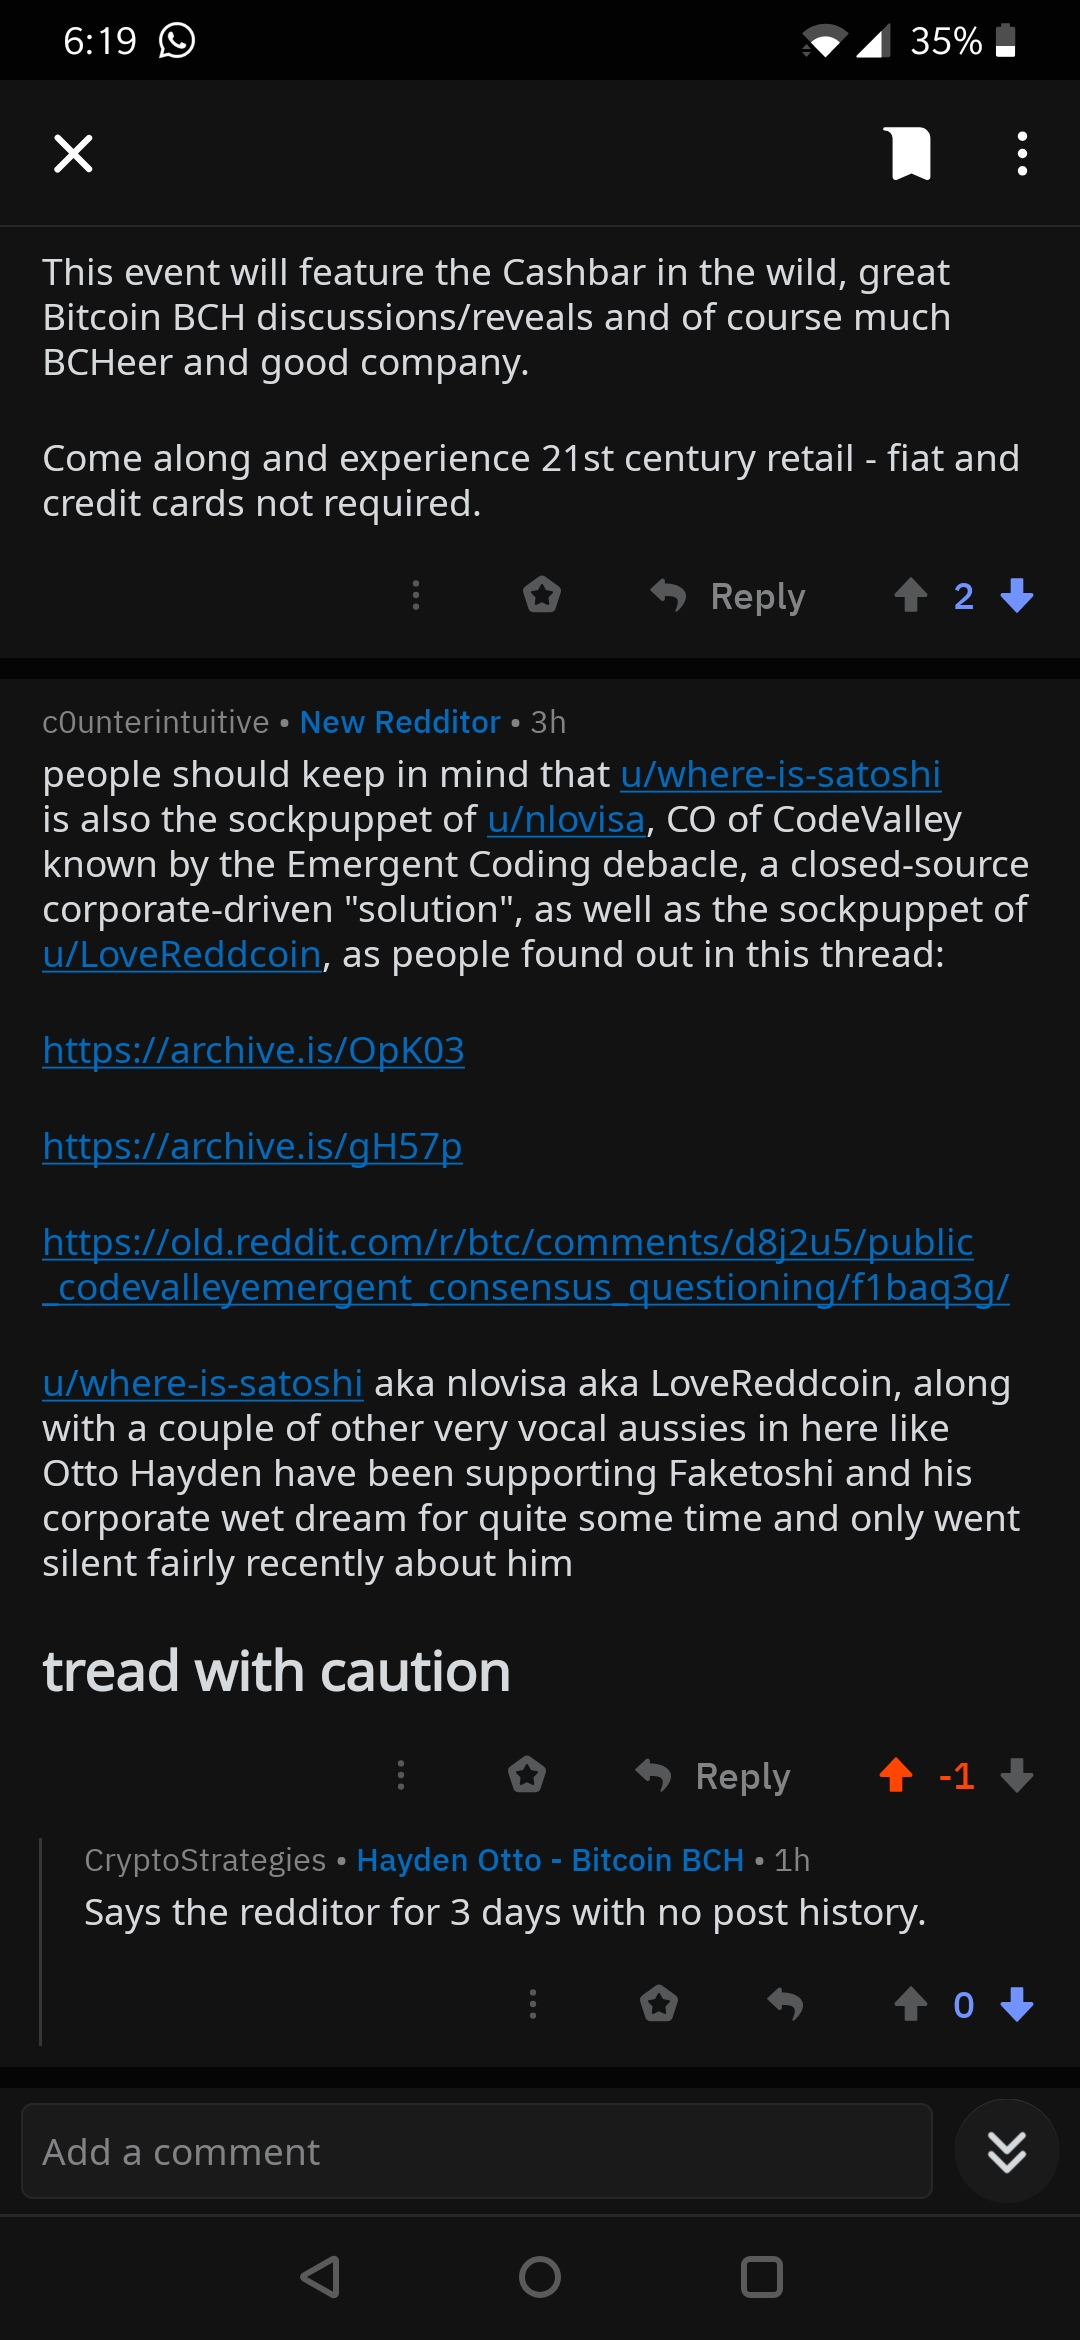 6:19 35%
This event will feature the Cashbar in the wild, great
Bitcoin BCH discussions/reveals and of course much
BCHeer and good company.
Come along and experience 21st century retail - fiat and
credit cards not required.
Reply 2
c0unterintuitive • New Redditor • 3h
people should keep in mind that u/where-is-satoshi
is also the sockpuppet of u/nlovisa, CO of CodeValley
known by the Emergent Coding debacle, a closed-source
corporate-driven "solution", as well as the sockpuppet of
u/LoveReddcoin, as people found out in this thread:
https://archive.is/OpK03
https://archive.is/gH57p
https://old.reddit.com/r/btc/comments/d8j2u5/public
_codevalleyemergent_consensus_questioning/f1baq3g/
u/where-is-satoshi aka nlovisa aka LoveReddcoin, along
with a couple of other very vocal aussies in here like
Otto Hayden have been supporting Faketoshi and his
corporate wet dream for quite some time and only went
silent fairly recently about him
tread with caution
Reply -1
CryptoStrategies • Hayden Otto - Bitcoin BCH • 1h
Says the redditor for 3 days with no post history.
0
Add a comment